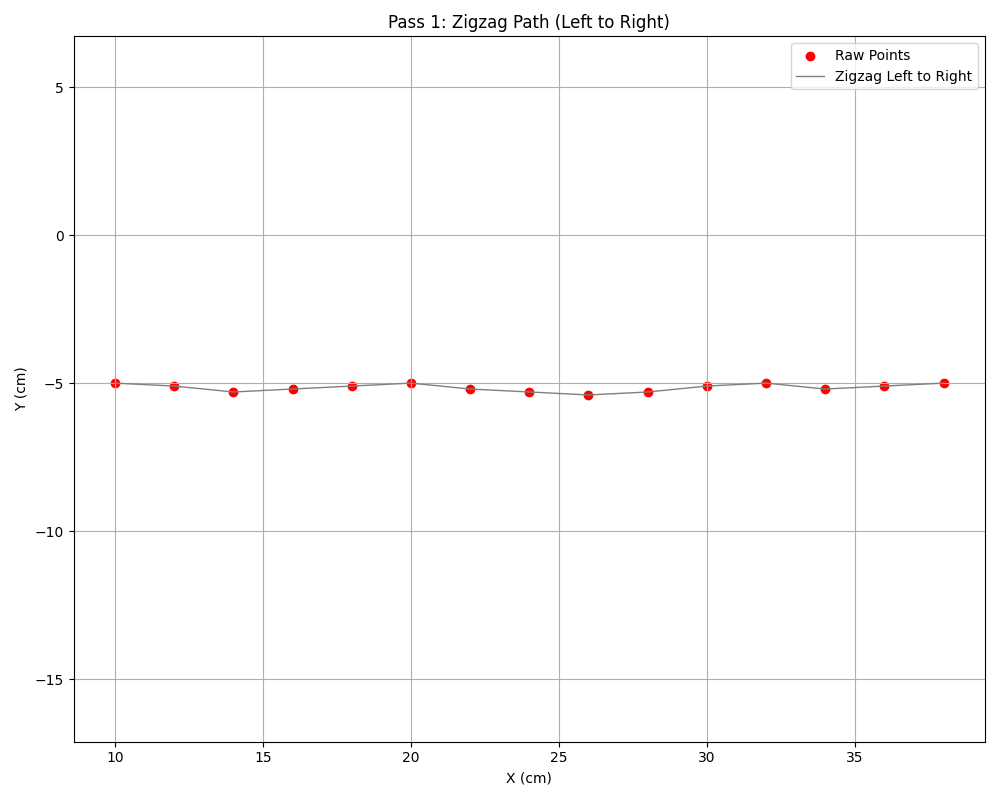 Pass 1: Zigzag Path (Left to Right)
Raw Points
Zigzag Left to Right
5
0
−5
−10
−15
Y (cm)
10 15 20 25 30 35
X (cm)